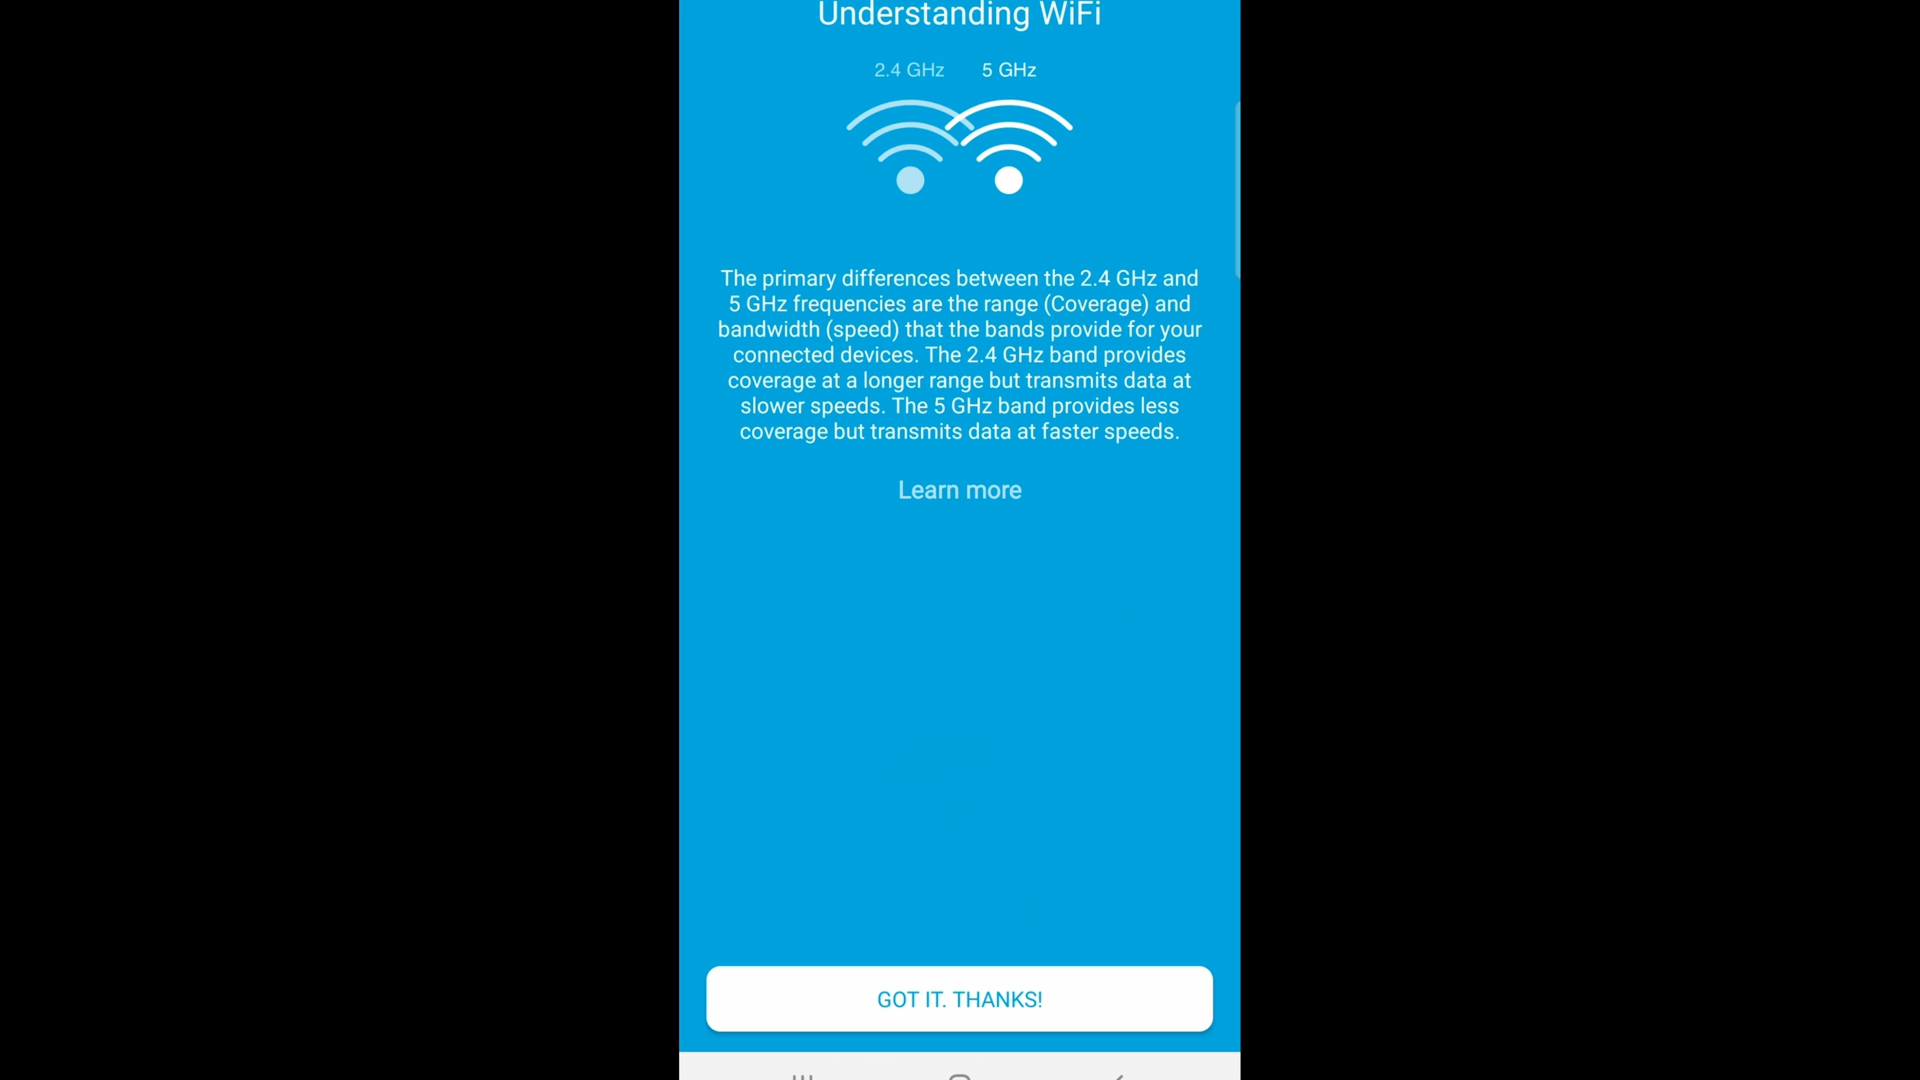 Understanding WiFi
2.4 GHz 5 GHz
The primary differences between the 2.4 GHz and
5 GHz frequencies are the range (Coverage) and
bandwidth (speed) that the bands provide for your
connected devices. The 2.4 GHz band provides
coverage at a longer range but transmits data at
slower speeds. The 5 GHz band provides less
coverage but transmits data at faster speeds.
Learn more
GOT IT. THANKS!